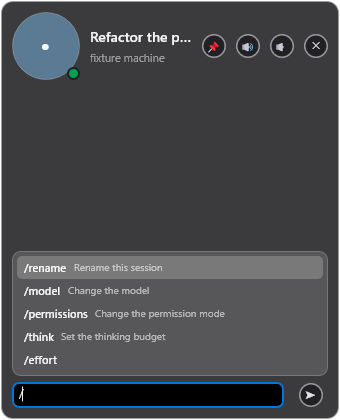 Refactor the p...
fixture machine
/rename Rename this session
/model Change the model
/permissions Change the permission mode
/think Set the thinking budget
/effort
/